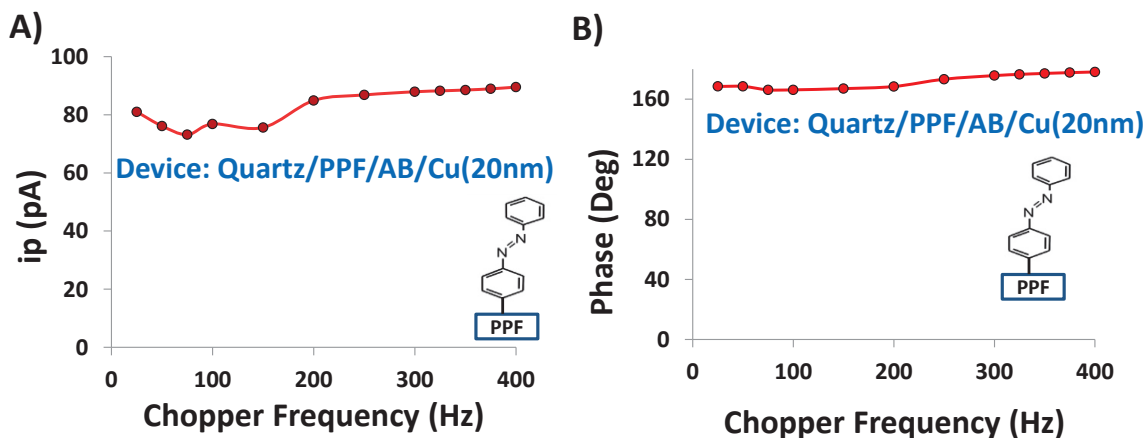 A)
100
80
60
40
20
0
ip (pA)
Device: Quartz/PPF/AB/Cu(20nm)
N
N
PPF
0
100
200
300
400
Chopper Frequency (Hz)
B)
160
120
80
40
0
Phase (Deg)
Device: Quartz/PPF/AB/Cu(20nm)
N
N
PPF
0
100
200
300
400
Chopper Frequency (Hz)